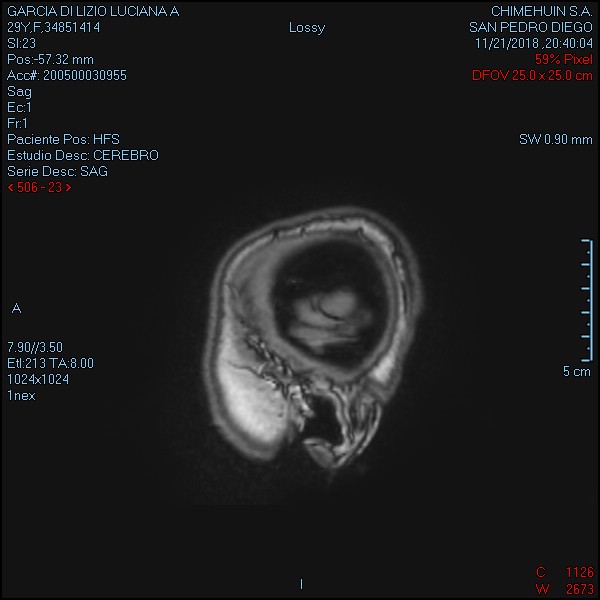 GARCIA DI LIZIO LUCIANA A
29Y,F,34851414
Sl:23
Pos:-57.32 mm
Acc#: 200500030955
Sag
Ec:1
Fr:1
Paciente Pos: HFS
Estudio Desc: CEREBRO
Serie Desc: SAG
< 506 - 23 >
Lossy
CHIMEHUIN S.A.
SAN PEDRO DIEGO
11/21/2018 ,20:40:04
59% Pixel
DFOV 25.0 x 25.0 cm
SW 0.90 mm
A
5 cm
7.90//3.50
Etl:213 TA:8.00
1024x1024
1nex
I
C 1126
W 2673